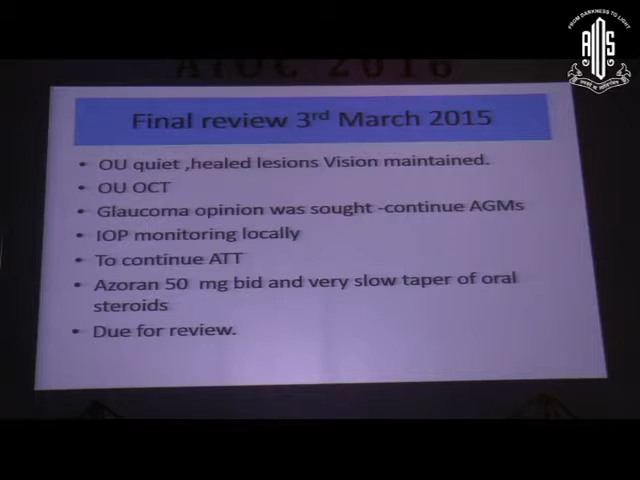 FROM DARKNESS TO LIGHT
AIOS
AIOC 2016
Final review 3rd March 2015
• OU quiet ,healed lesions Vision maintained.
• OU OCT
• Glaucoma opinion was sought -continue AGMs
• IOP monitoring locally
• To continue ATT
• Azoran 50 mg bid and very slow taper of oral
steroids
• Due for review.